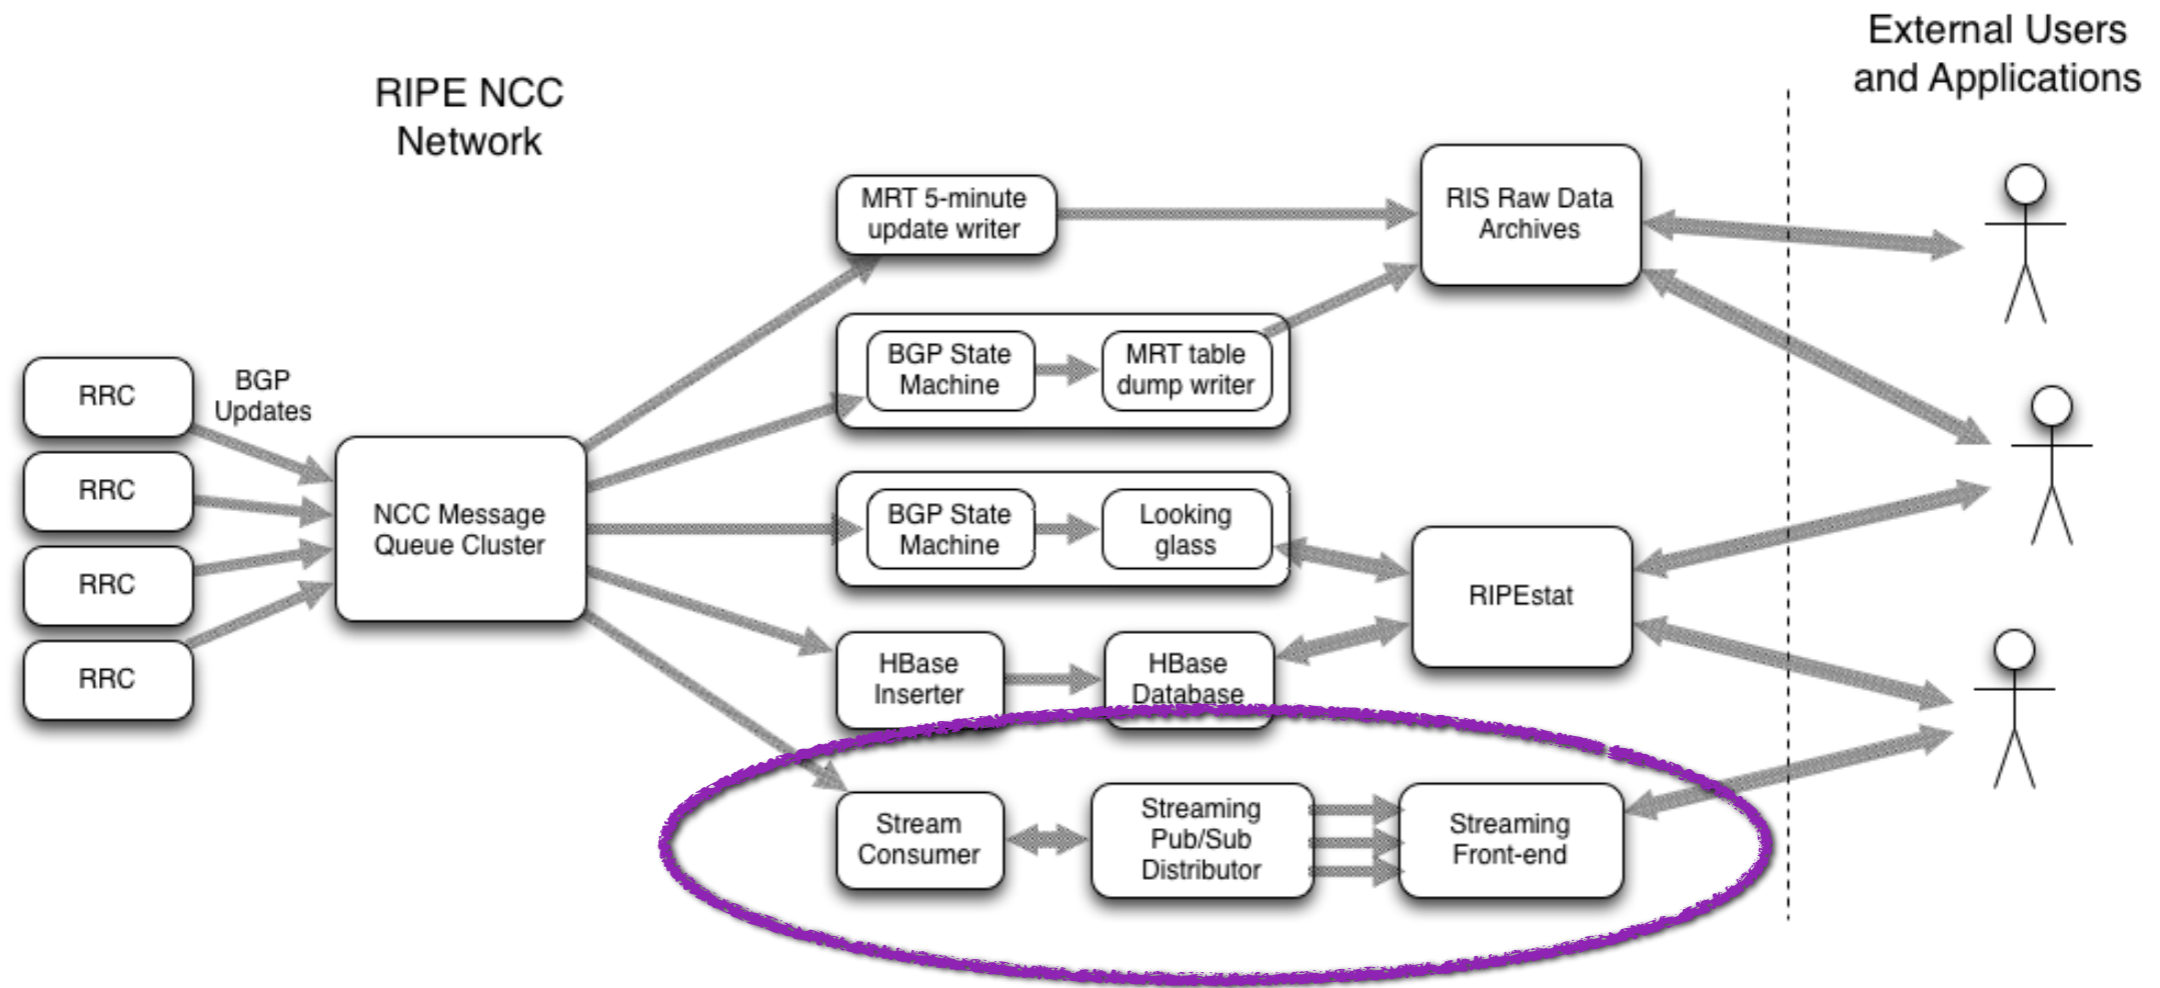 External Users
and Applications
RIPE NCC
Network
MRT 5-minute
update writer
RIS Raw Data
Archives
BGP State
Machine
MRT table
dump writer
RRC
BGP
Updates
RRC
RRC
RRC
NCC Message
Queue Cluster
BGP State
Machine
Looking
glass
RIPEstat
HBase
Inserter
HBase
Database
Stream
Consumer
Streaming
Pub/Sub
Distributor
Streaming
Front-end